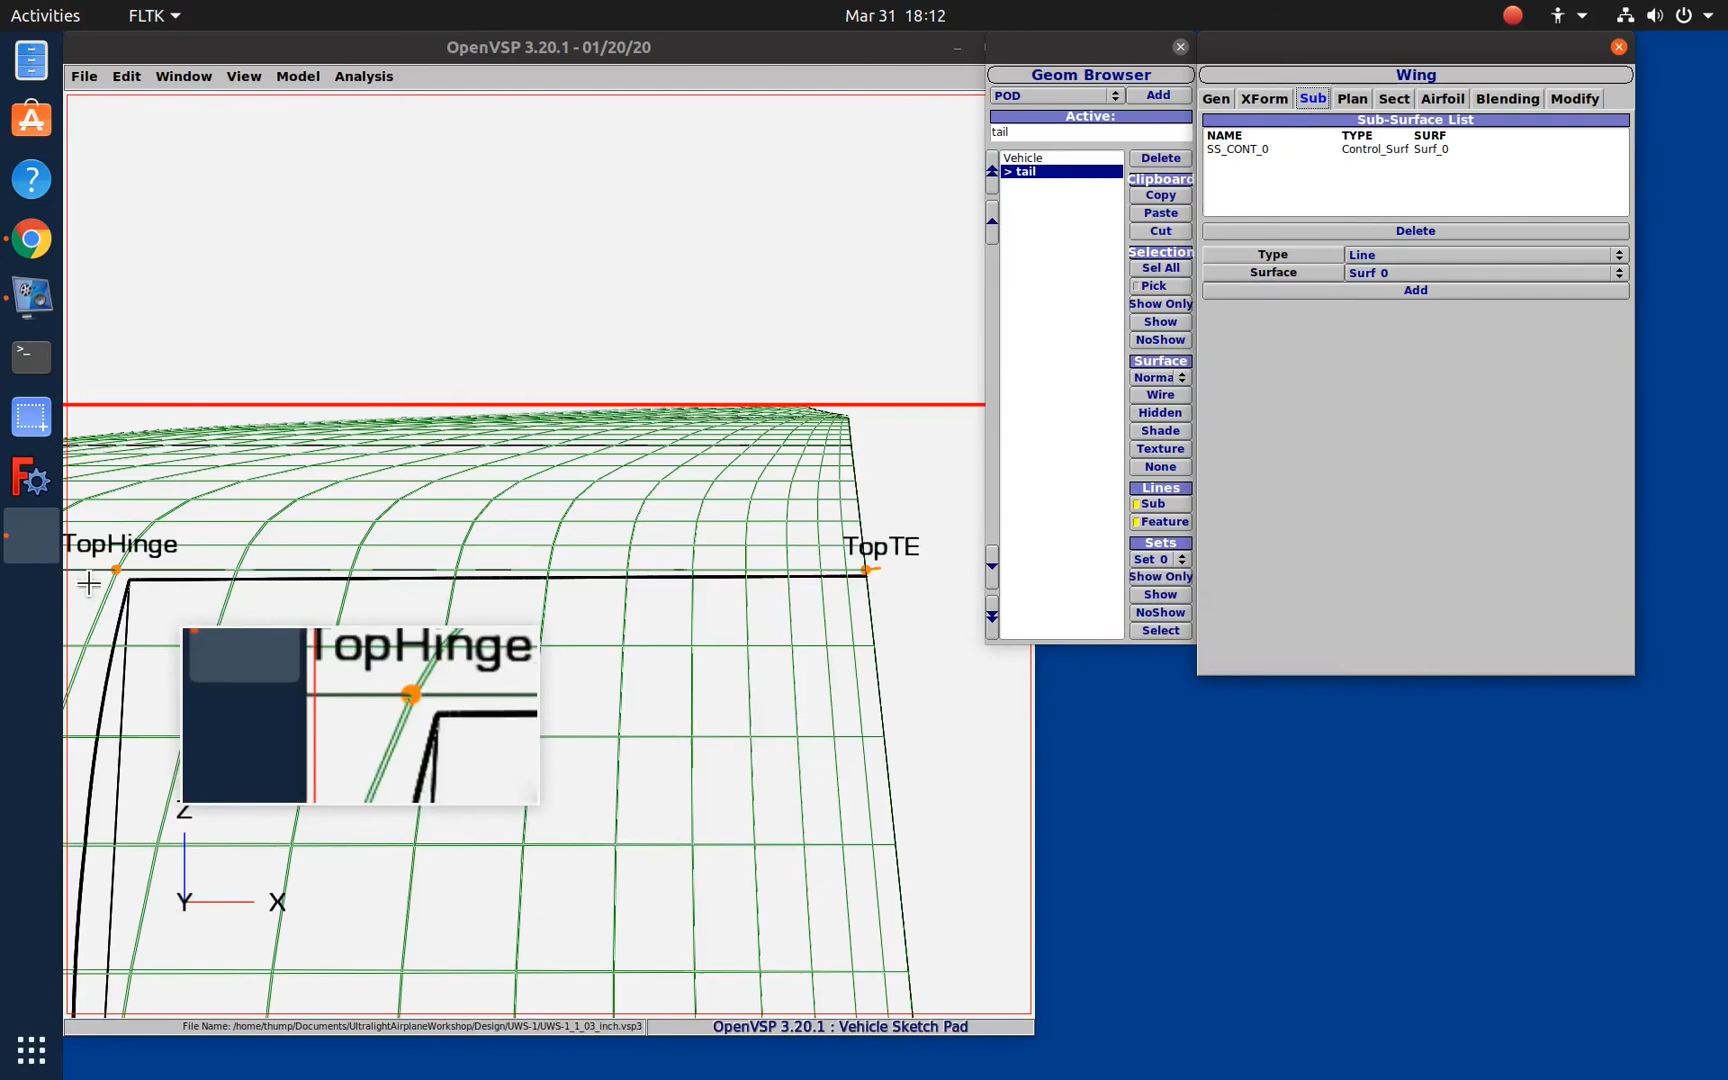 Activities FLTK Mar 31 18:12
OpenVSP 3.20.1 - 01/20/20
File Edit Window View Model Analysis
TopHinge
TopTE
TopHinge
Z
Y X
File Name: /home/thump/Documents/UltralightAirplaneWorkshop/Design/UWS-1/UWS-1_1_03_inch.vsp3
OpenVSP 3.20.1 : Vehicle Sketch Pad
Geom Browser
POD Add
Active:
tail
Vehicle
> tail
Delete
Clipboard
Copy
Paste
Cut
Selection
Sel All
Pick
Show Only
Show
NoShow
Surface
Norma
Wire
Hidden
Shade
Texture
None
Lines
Sub
Feature
Sets
Set 0
Show Only
Show
NoShow
Select
Wing
Gen XForm Sub Plan Sect Airfoil Blending Modify
Sub-Surface List
NAME TYPE SURF
SS_CONT_0 Control_Surf Surf_0
Delete
Type Line
Surface Surf 0
Add